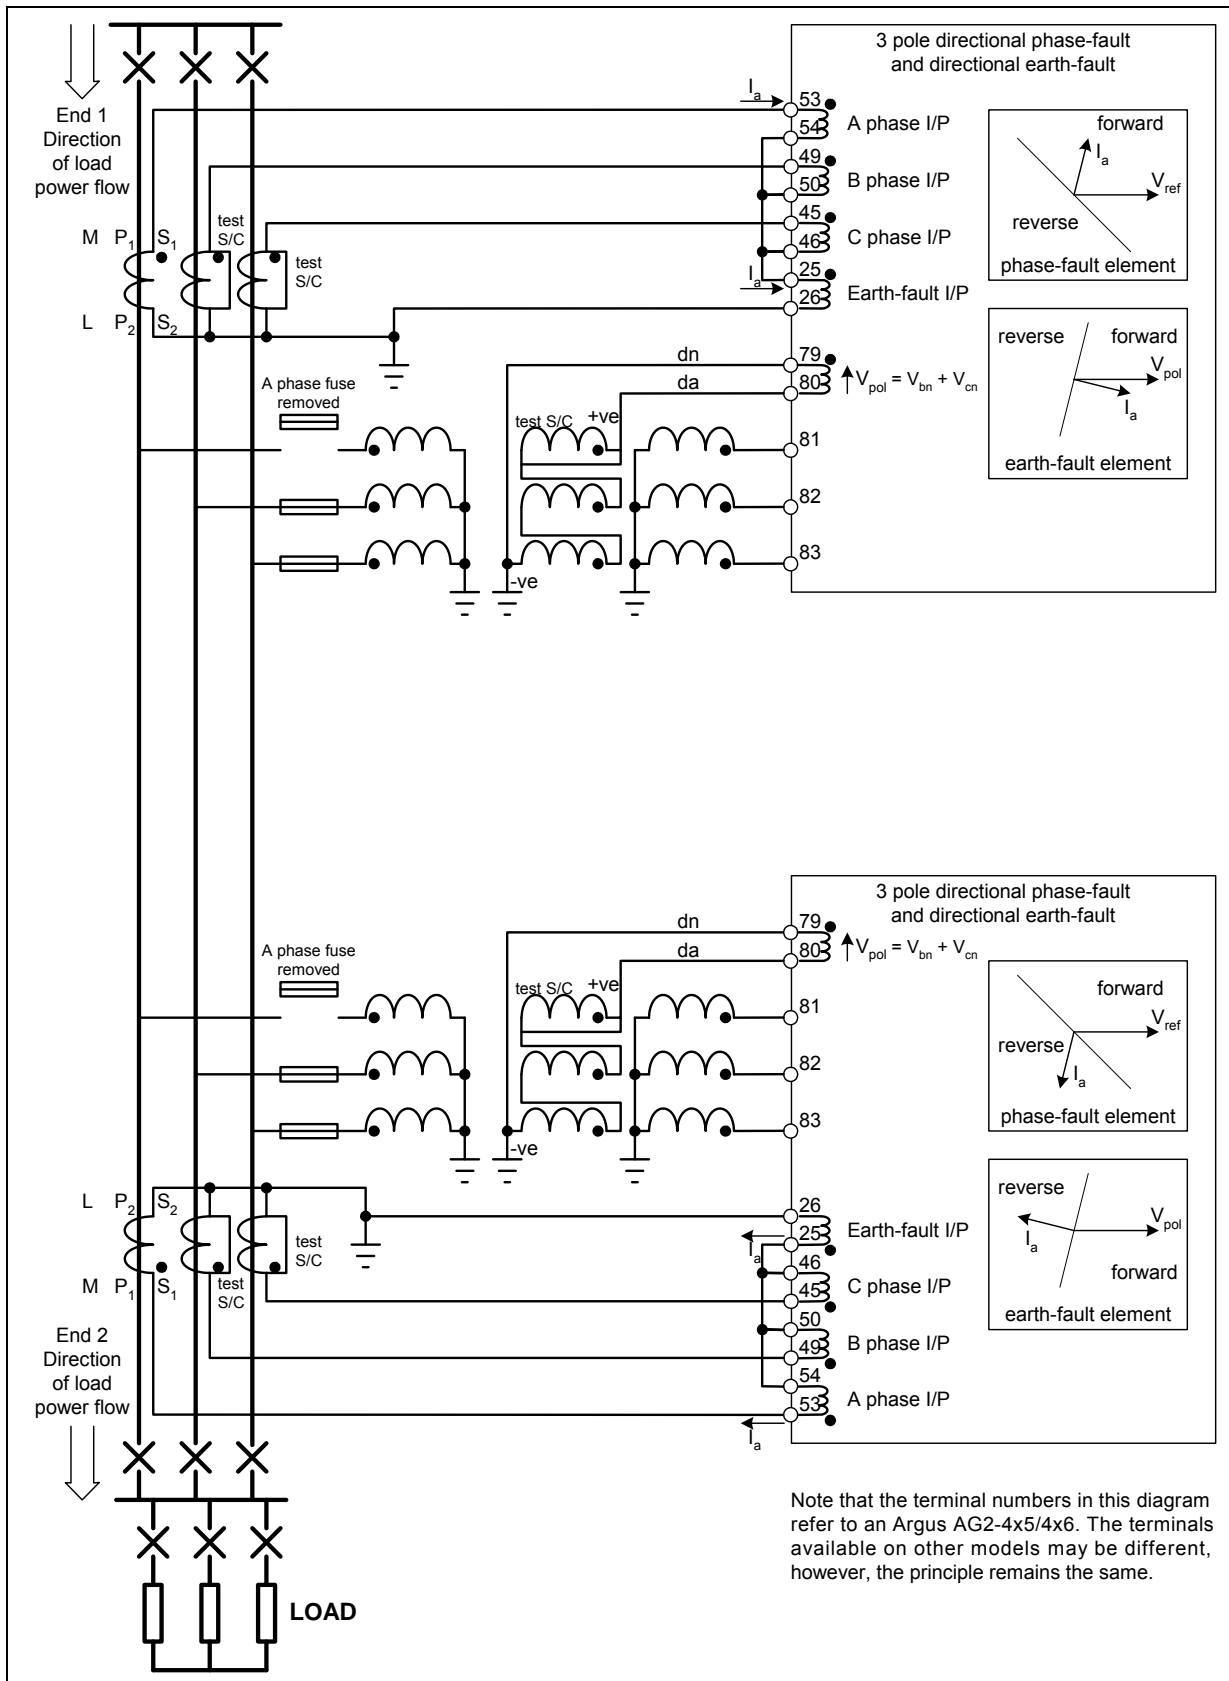 3 pole directional phase-fault
and directional earth-fault
End 1
Direction
of load
power flow
Ia
53
54
A phase I/P
49
50
B phase I/P
45
46
C phase I/P
Ia
25
26
Earth-fault I/P
forward
Ia
Vref
reverse
phase-fault element
M P1 S1
test
S/C
test
S/C
L P2 S2
reverse
forward
Vpol
Ia
earth-fault element
dn
79
da
80
Vpol = Vbn + Vcn
A phase fuse
removed
test S/C
+ve
81
82
83
-ve
3 pole directional phase-fault
and directional earth-fault
dn
79
da
80
Vpol = Vbn + Vcn
A phase fuse
removed
test S/C
+ve
81
82
83
-ve
forward
Vref
reverse
Ia
phase-fault element
L P2 S2
test
S/C
M P1 S1
test
S/C
26
25
Earth-fault I/P
Ia
46
45
C phase I/P
50
49
B phase I/P
54
53
A phase I/P
Ia
reverse
Vpol
Ia
forward
earth-fault element
End 2
Direction
of load
power flow
LOAD
Note that the terminal numbers in this diagram
refer to an Argus AG2-4x5/4x6. The terminals
available on other models may be different,
however, the principle remains the same.